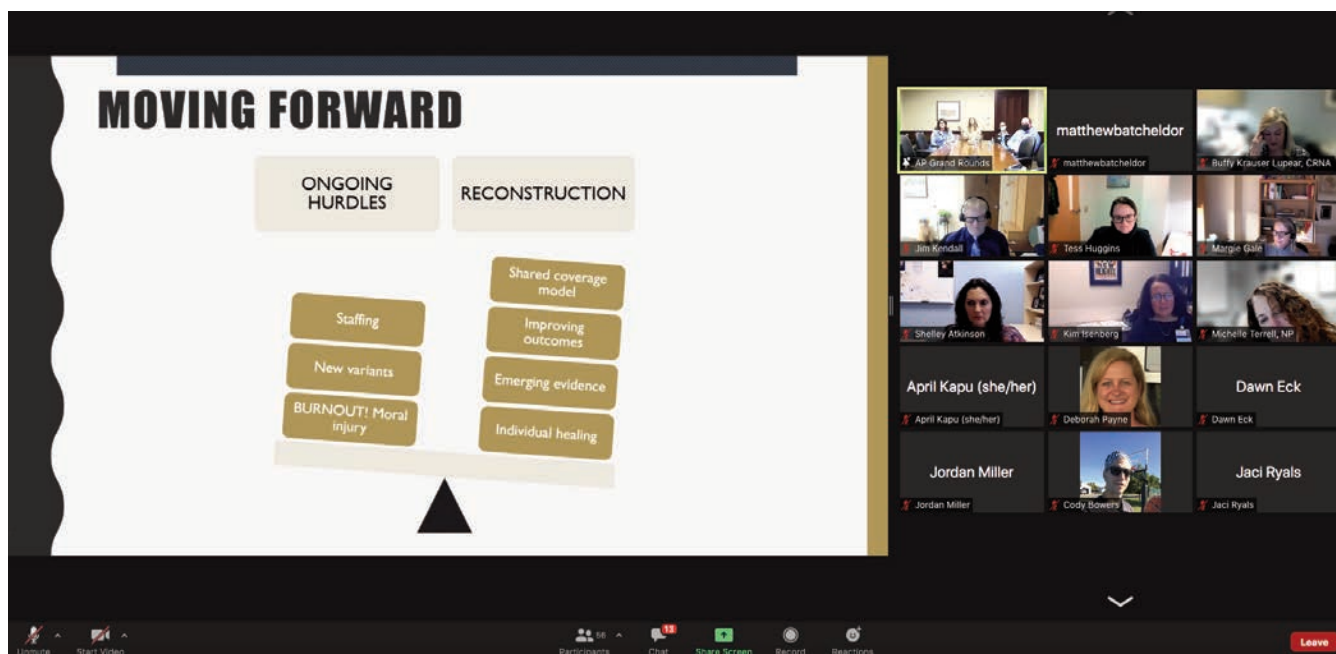 MOVING FORWARD
ONGOING
HURDLES
RECONSTRUCTION
Staffing
New variants
BURNOUT! Moral
injury
Shared coverage
model
Improving
outcomes
Emerging evidence
Individual healing
AP Grand Rounds
matthewbatcheldor
matthewbatcheldor
Buffy Krauser Lupear, CRNA
Jim Kendall
Tess Huggins
Margie Gale
Shelley Atkinson
Kim Isenberg
Michelle Terrell, NP
April Kapu (she/her)
April Kapu (she/her)
Deborah Payne
Dawn Eck
Dawn Eck
Jordan Miller
Jordan Miller
Cody Bowers
Jaci Ryals
Jaci Ryals
Unmute
Start Video
56
Participants
13
Chat
Share Screen
Record
Reactions
Leave